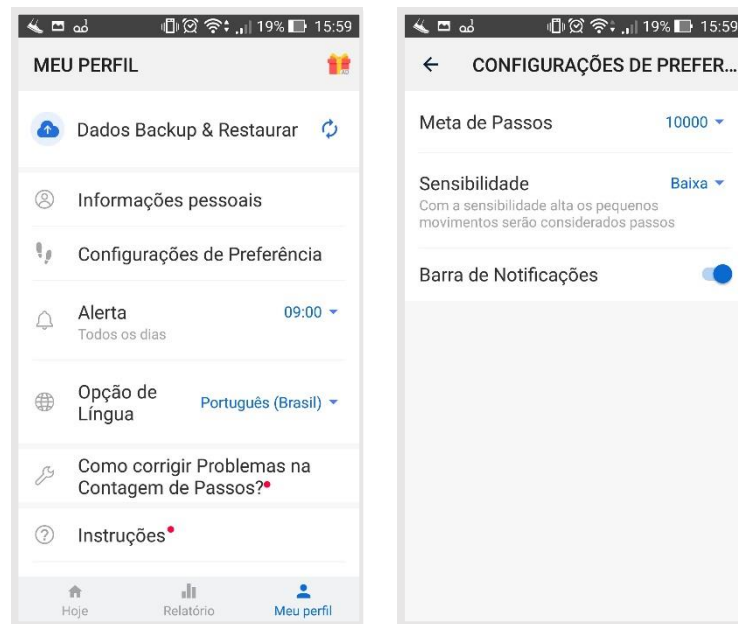 19% 15:59
MEU PERFIL
Dados Backup & Restaurar
Informações pessoais
Configurações de Preferência
Alerta 09:00
Todos os dias
Opção de
Língua
Português (Brasil)
Como corrigir Problemas na
Contagem de Passos?
Instruções
Hoje Relatório Meu perfil
19% 15:59
CONFIGURAÇÕES DE PREFER...
Meta de Passos 10000
Sensibilidade Baixa
Com a sensibilidade alta os pequenos
movimentos serão considerados passos
Barra de Notificações